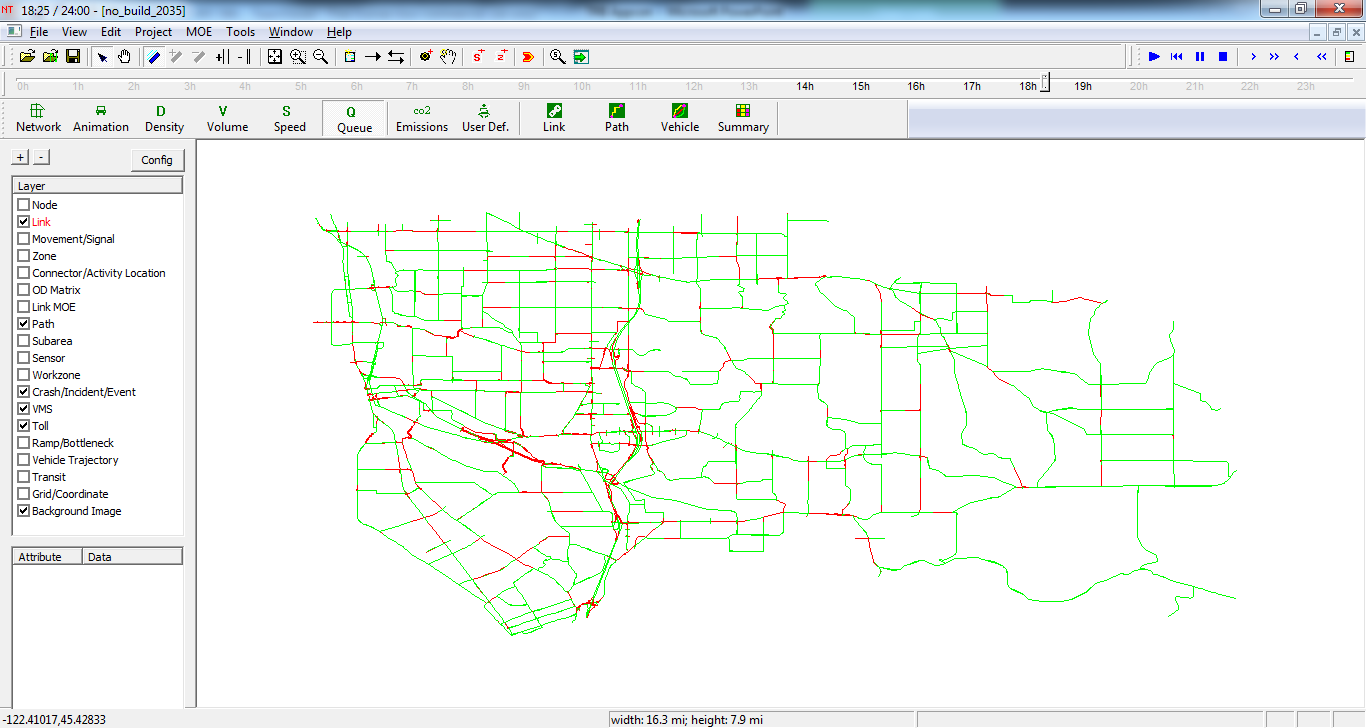 NT 18:25 / 24:00 - [no_build_2035]
File View Edit Project MOE Tools Window Help
0h 1h 2h 3h 4h 5h 6h 7h 8h 9h 10h 11h 12h 13h 14h 15h 16h 17h 18h 19h 20h 21h 22h 23h
D V S Q co2
Network Animation Density Volume Speed Queue Emissions User Def. Link Path Vehicle Summary
+ - Config
Layer
Node
Link
Movement/Signal
Zone
Connector/Activity Location
OD Matrix
Link MOE
Path
Subarea
Sensor
Workzone
Crash/Incident/Event
VMS
Toll
Ramp/Bottleneck
Vehicle Trajectory
Transit
Grid/Coordinate
Background Image
Attribute Data
-122.41017,45.42833 width: 16.3 mi; height: 7.9 mi